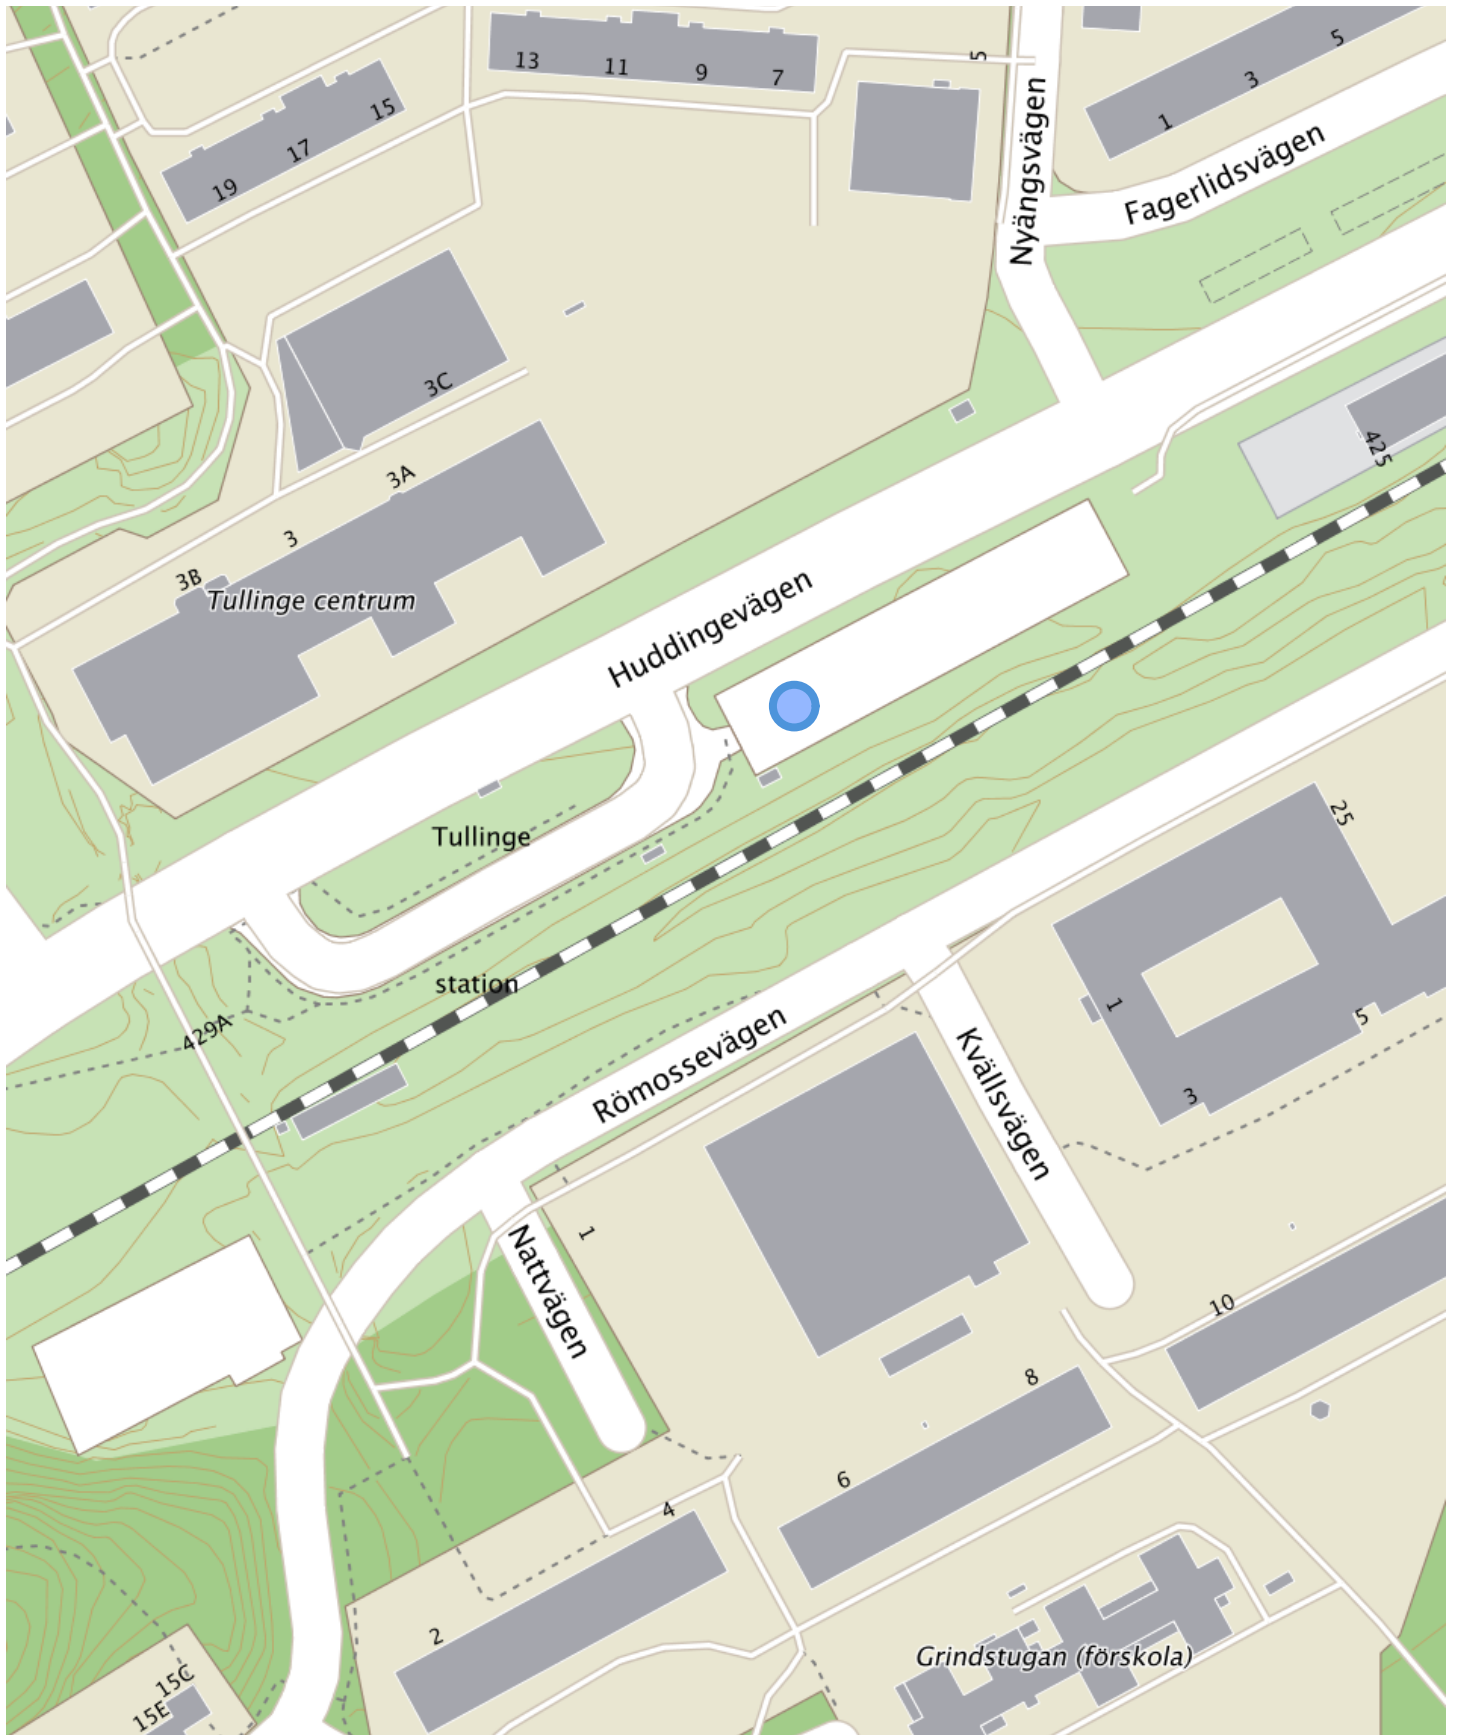 13
11
9
7
5
5
3
1
15
17
19
Nyängsvägen
Fagerlidsvägen
3C
3A
3
3B
Tullinge centrum
425
Huddingevägen
Tullinge
station
429A
25
1
5
3
Römossevägen
Kvällsvägen
1
Nattvägen
10
8
6
4
2
Grindstugan (förskola)
15C
15E